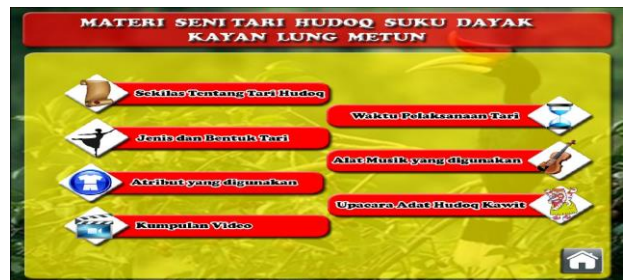 MATERI SENI TARI HUDOQ SUKU DAYAK
KAYAN LUNG METUN
Sekilas Tentang Tari Hudoq
Waktu Pelaksanaan Tari
Jenis dan Bentuk Tari
Alat Musik yang digunakan
Atribut yang digunakan
Upacara Adat Hudoq Kawit
Kumpulan Video